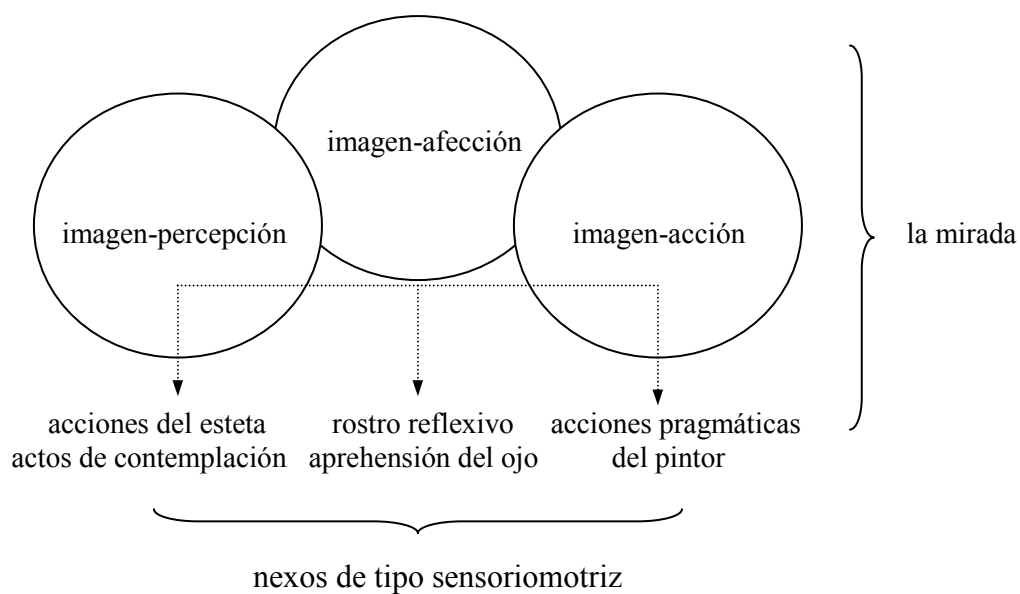 imagen-afección
imagen-percepción
imagen-acción
la mirada
acciones del esteta
actos de contemplación
rostro reflexivo
aprehensión del ojo
acciones pragmáticas
del pintor
nexos de tipo sensoriomotriz